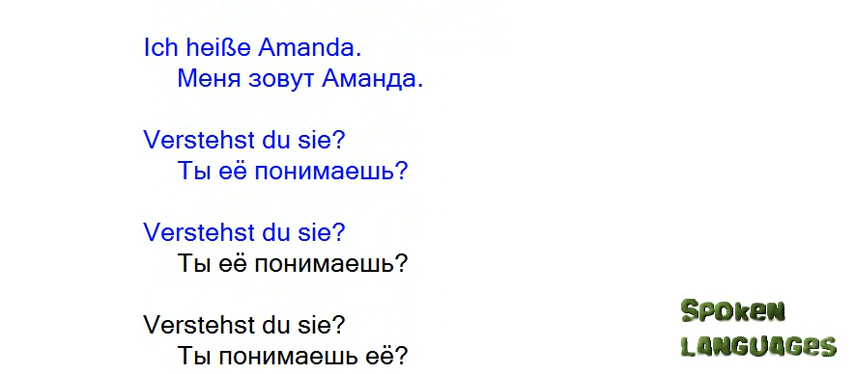 Ich heiße Amanda.
Меня зовут Аманда.
Verstehst du sie?
Ты её понимаешь?
Verstehst du sie?
Ты её понимаешь?
Verstehst du sie?
Ты понимаешь её?
Spoken
Languages